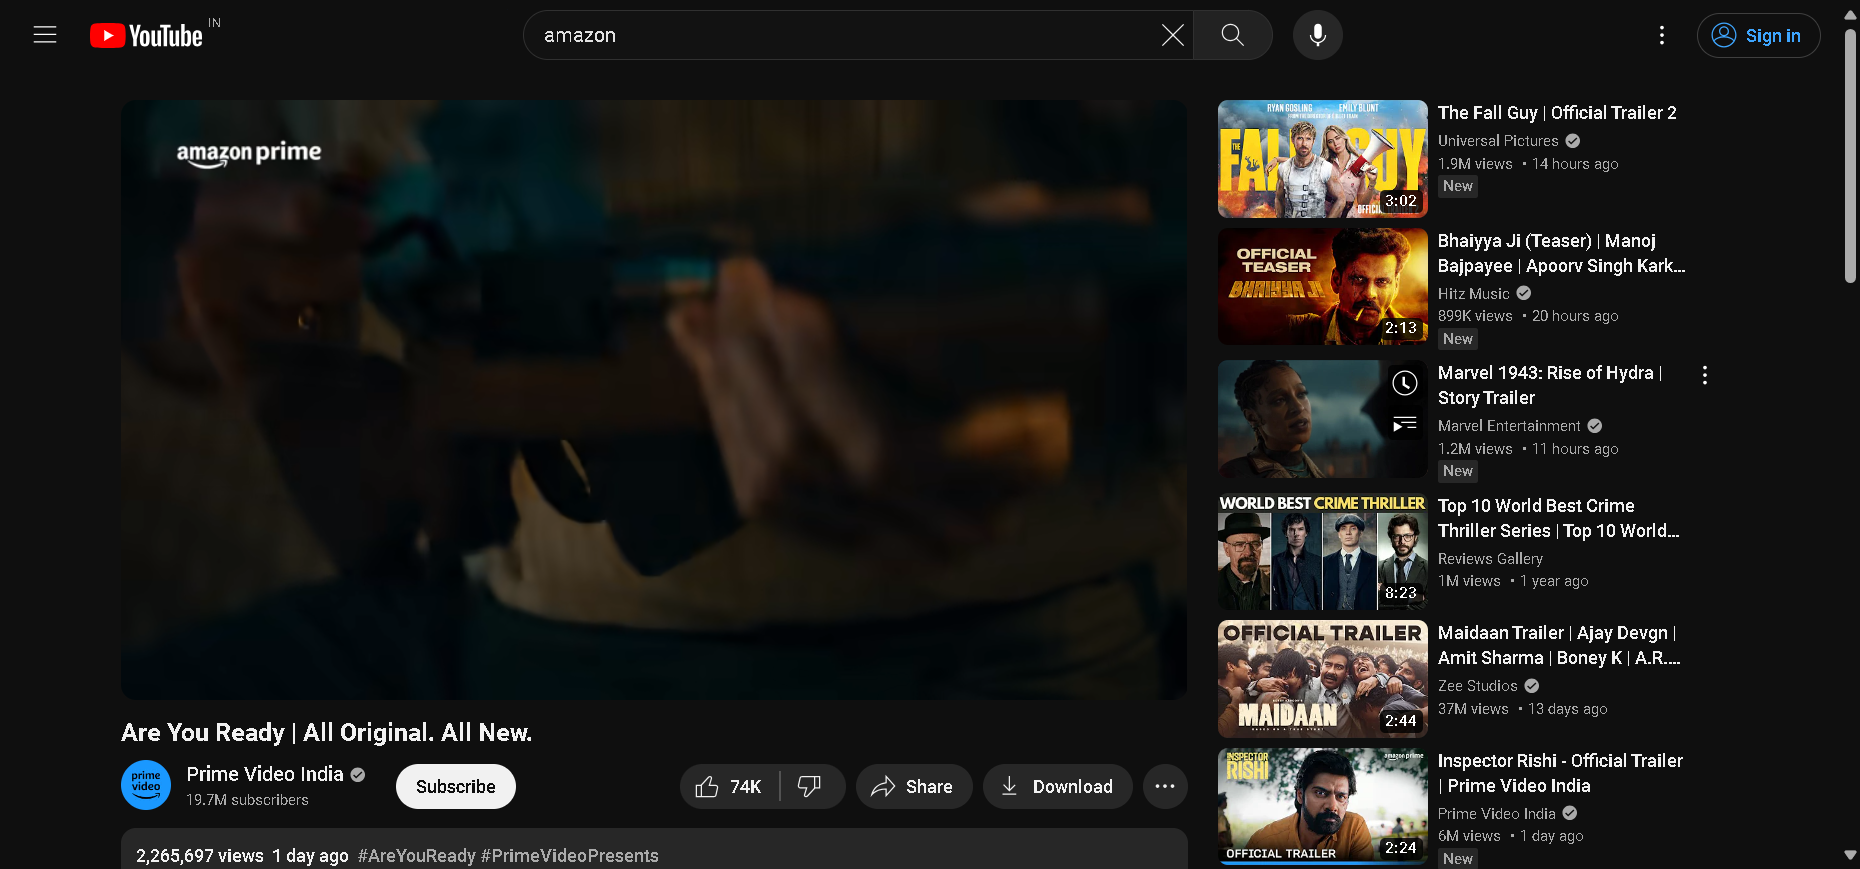 YouTube IN
amazon
Sign in
amazon prime
Are You Ready | All Original. All New.
prime
video
Prime Video India
19.7M subscribers
Subscribe
74K
Share
Download
2,265,697 views 1 day ago #AreYouReady #PrimeVideoPresents
RYAN GOSLING EMILY BLUNT
THE
FALL GUY
3:02
The Fall Guy | Official Trailer 2
Universal Pictures
1.9M views • 14 hours ago
New
OFFICIAL
TEASER
BHAIYYA JI
2:13
Bhaiyya Ji (Teaser) | Manoj
Bajpayee | Apoorv Singh Kark...
Hitz Music
899K views • 20 hours ago
New
Marvel 1943: Rise of Hydra |
Story Trailer
Marvel Entertainment
1.2M views • 11 hours ago
New
WORLD BEST CRIME THRILLER
8:23
Top 10 World Best Crime
Thriller Series | Top 10 World...
Reviews Gallery
1M views • 1 year ago
OFFICIAL TRAILER
MAIDAAN
2:44
Maidaan Trailer | Ajay Devgn |
Amit Sharma | Boney K | A.R....
Zee Studios
37M views • 13 days ago
INSPECTOR
RISHI
amazon prime
OFFICIAL TRAILER
2:24
Inspector Rishi - Official Trailer
| Prime Video India
Prime Video India
6M views • 1 day ago
New